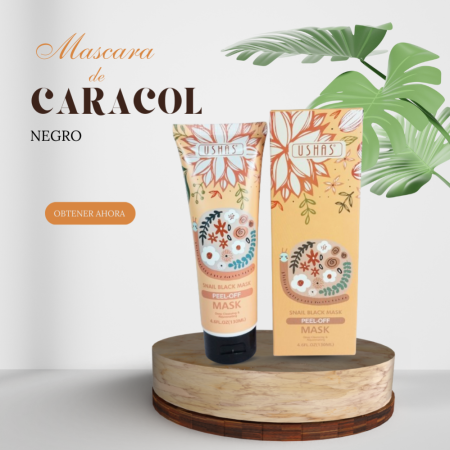 Mascara
de
CARACOL
NEGRO
OBTENER AHORA
USHAS
SNAIL BLACK MASK
PEEL-OFF
MASK
USHAS
SNAIL BLACK MASK
PEEL-OFF
MASK